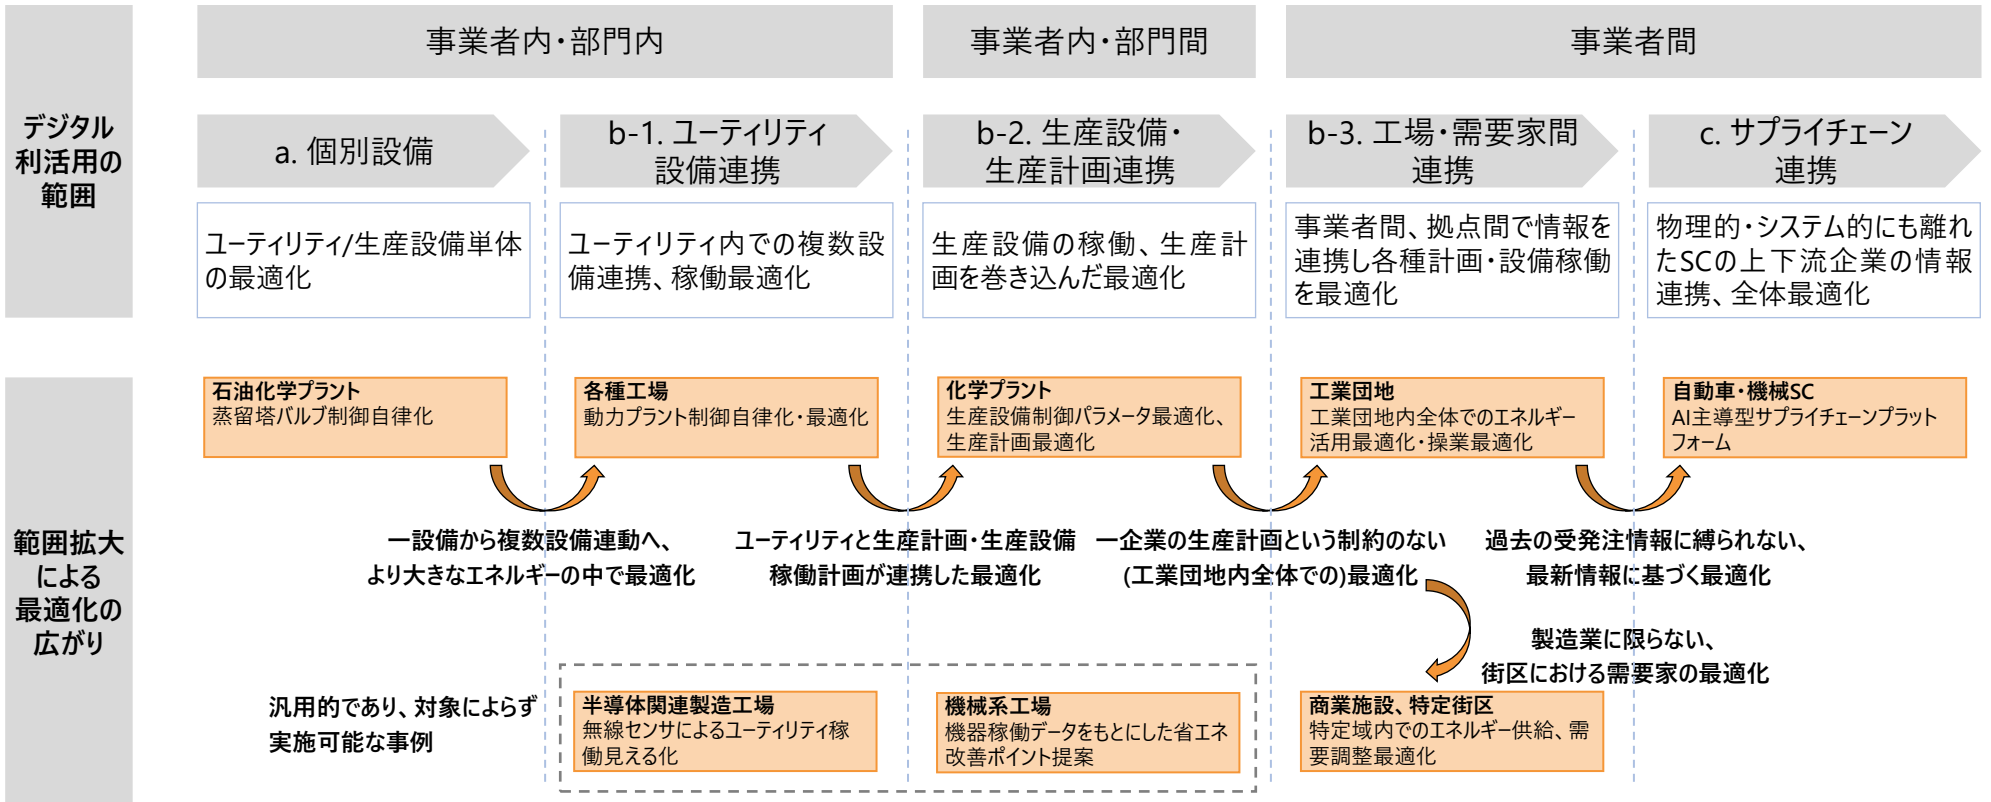 デジタル
利活用の
範囲
事業者内・部門内
事業者内・部門間
事業者間
a. 個別設備
b-1. ユーティリティ
設備連携
b-2. 生産設備・
生産計画連携
b-3. 工場・需要家間
連携
c. サプライチェーン
連携
ユーティリティ/生産設備単体
の最適化
ユーティリティ内での複数設
備連携、稼働最適化
生産設備の稼働、生産計
画を巻き込んだ最適化
事業者間、拠点間で情報を
連携し各種計画・設備稼働
を最適化
物理的・システム的にも離れ
たSCの上下流企業の情報
連携、全体最適化
範囲拡大
による
最適化の
広がり
石油化学プラント
蒸留塔バルブ制御自律化
各種工場
動力プラント制御自律化・最適化
化学プラント
生産設備制御パラメータ最適化、
生産計画最適化
工業団地
工業団地内全体でのエネルギー
活用最適化・操業最適化
自動車・機械SC
AI主導型サプライチェーンプラット
フォーム
一設備から複数設備連動へ、
より大きなエネルギーの中で最適化
ユーティリティと生産計画・生産設備
稼働計画が連携した最適化
一企業の生産計画という制約のない
(工業団地内全体での)最適化
過去の受発注情報に縛られない、
最新情報に基づく最適化
製造業に限らない、
街区における需要家の最適化
汎用的であり、対象によらず
実施可能な事例
半導体関連製造工場
無線センサによるユーティリティ稼
働見える化
機械系工場
機器稼働データをもとにした省エネ
改善ポイント提案
商業施設、特定街区
特定域内でのエネルギー供給、需
要調整最適化